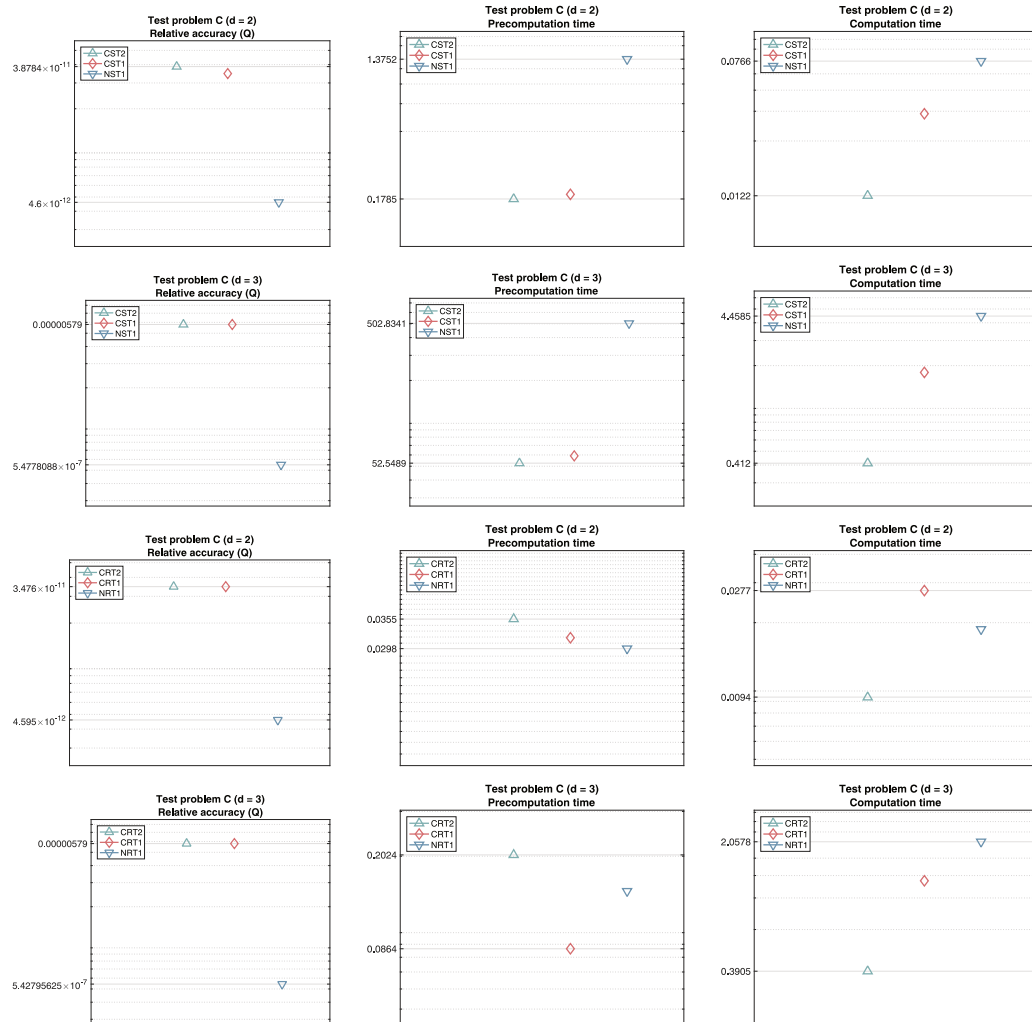 Test problem C (d = 2)
Relative accuracy (Q)
CST2
CST1
NST1
3.8784×10⁻¹¹
4.6×10⁻¹²
Test problem C (d = 2)
Precomputation time
CST2
CST1
NST1
1.3752
0.1785
Test problem C (d = 2)
Computation time
CST2
CST1
NST1
0.0766
0.0122
Test problem C (d = 3)
Relative accuracy (Q)
CST2
CST1
NST1
0.00000579
5.4778088×10⁻⁷
Test problem C (d = 3)
Precomputation time
CST2
CST1
NST1
502.8341
52.5489
Test problem C (d = 3)
Computation time
CST2
CST1
NST1
4.4585
0.412
Test problem C (d = 2)
Relative accuracy (Q)
CRT2
CRT1
NRT1
3.476×10⁻¹¹
4.595×10⁻¹²
Test problem C (d = 2)
Precomputation time
CRT2
CRT1
NRT1
0.0355
0.0298
Test problem C (d = 2)
Computation time
CRT2
CRT1
NRT1
0.0277
0.0094
Test problem C (d = 3)
Relative accuracy (Q)
CRT2
CRT1
NRT1
0.00000579
5.42795625×10⁻⁷
Test problem C (d = 3)
Precomputation time
CRT2
CRT1
NRT1
0.2024
0.0864
Test problem C (d = 3)
Computation time
CRT2
CRT1
NRT1
2.0578
0.3905